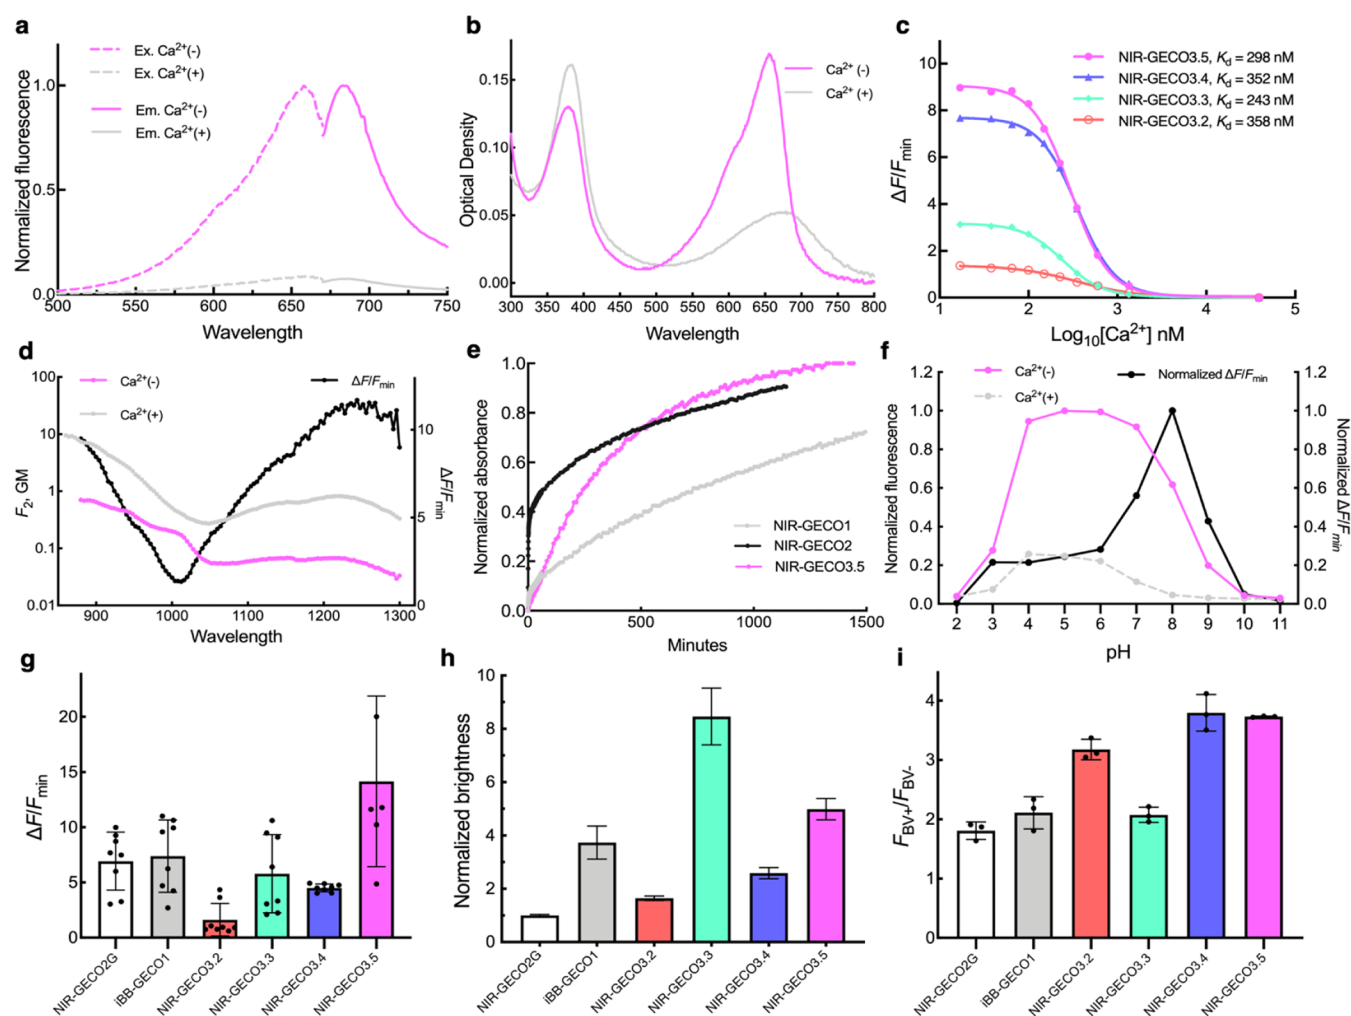 a
Ex. Ca2+(-)
Ex. Ca2+(+)
Em. Ca2+(-)
Em. Ca2+(+)
Normalized fluorescence
1.0
0.5
0.0
500 550 600 650 700 750
Wavelength
b
Ca2+ (-)
Ca2+ (+)
Optical Density
0.15
0.10
0.05
0.00
300 350 400 450 500 550 600 650 700 750 800
Wavelength
c
NIR-GECO3.5, Kd = 298 nM
NIR-GECO3.4, Kd = 352 nM
NIR-GECO3.3, Kd = 243 nM
NIR-GECO3.2, Kd = 358 nM
ΔF/Fmin
10
8
6
4
2
0
1 2 3 4 5
Log10[Ca2+] nM
d
Ca2+(-)
Ca2+(+)
ΔF/Fmin
F2, GM
100
10
1
0.1
0.01
10
5
0
ΔF/Fmin
900 1000 1100 1200 1300
Wavelength
e
Normalized absorbance
1.0
0.8
0.6
0.4
0.2
0.0
NIR-GECO1
NIR-GECO2
NIR-GECO3.5
0 500 1000 1500
Minutes
f
Ca2+(-)
Ca2+(+)
Normalized ΔF/Fmin
Normalized fluorescence
1.2
1.0
0.8
0.6
0.4
0.2
0.0
1.2
1.0
0.8
0.6
0.4
0.2
0.0
Normalized ΔF/Fmin
2 3 4 5 6 7 8 9 10 11
pH
g
ΔF/Fmin
20
15
10
5
0
NIR-GECO2G
iBB-GECO1
NIR-GECO3.2
NIR-GECO3.3
NIR-GECO3.4
NIR-GECO3.5
h
Normalized brightness
10
8
6
4
2
0
NIR-GECO2G
iBB-GECO1
NIR-GECO3.2
NIR-GECO3.3
NIR-GECO3.4
NIR-GECO3.5
i
FBV+/FBV-
4
3
2
1
0
NIR-GECO2G
iBB-GECO1
NIR-GECO3.2
NIR-GECO3.3
NIR-GECO3.4
NIR-GECO3.5